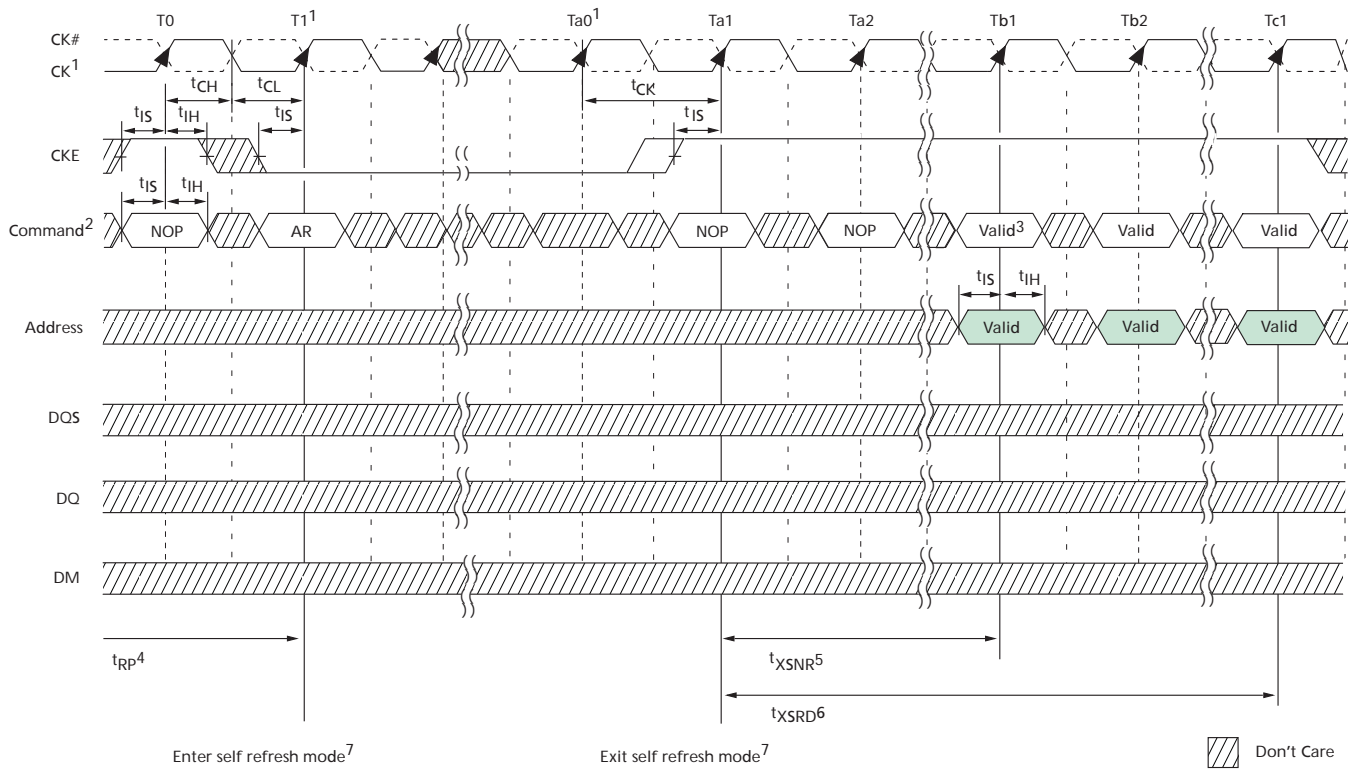 T0 T1¹ Ta0¹ Ta1 Ta2 Tb1 Tb2 Tc1
CK#
CK¹
tCH tCL tCK
tIS tIH tIS tIS
CKE
tIS tIH
Command² NOP AR NOP NOP Valid³ Valid Valid
tIS tIH
Address Valid Valid Valid
DQS
DQ
DM
tRP⁴ tXSNR⁵
tXSRD⁶
Enter self refresh mode⁷ Exit self refresh mode⁷ Don't Care